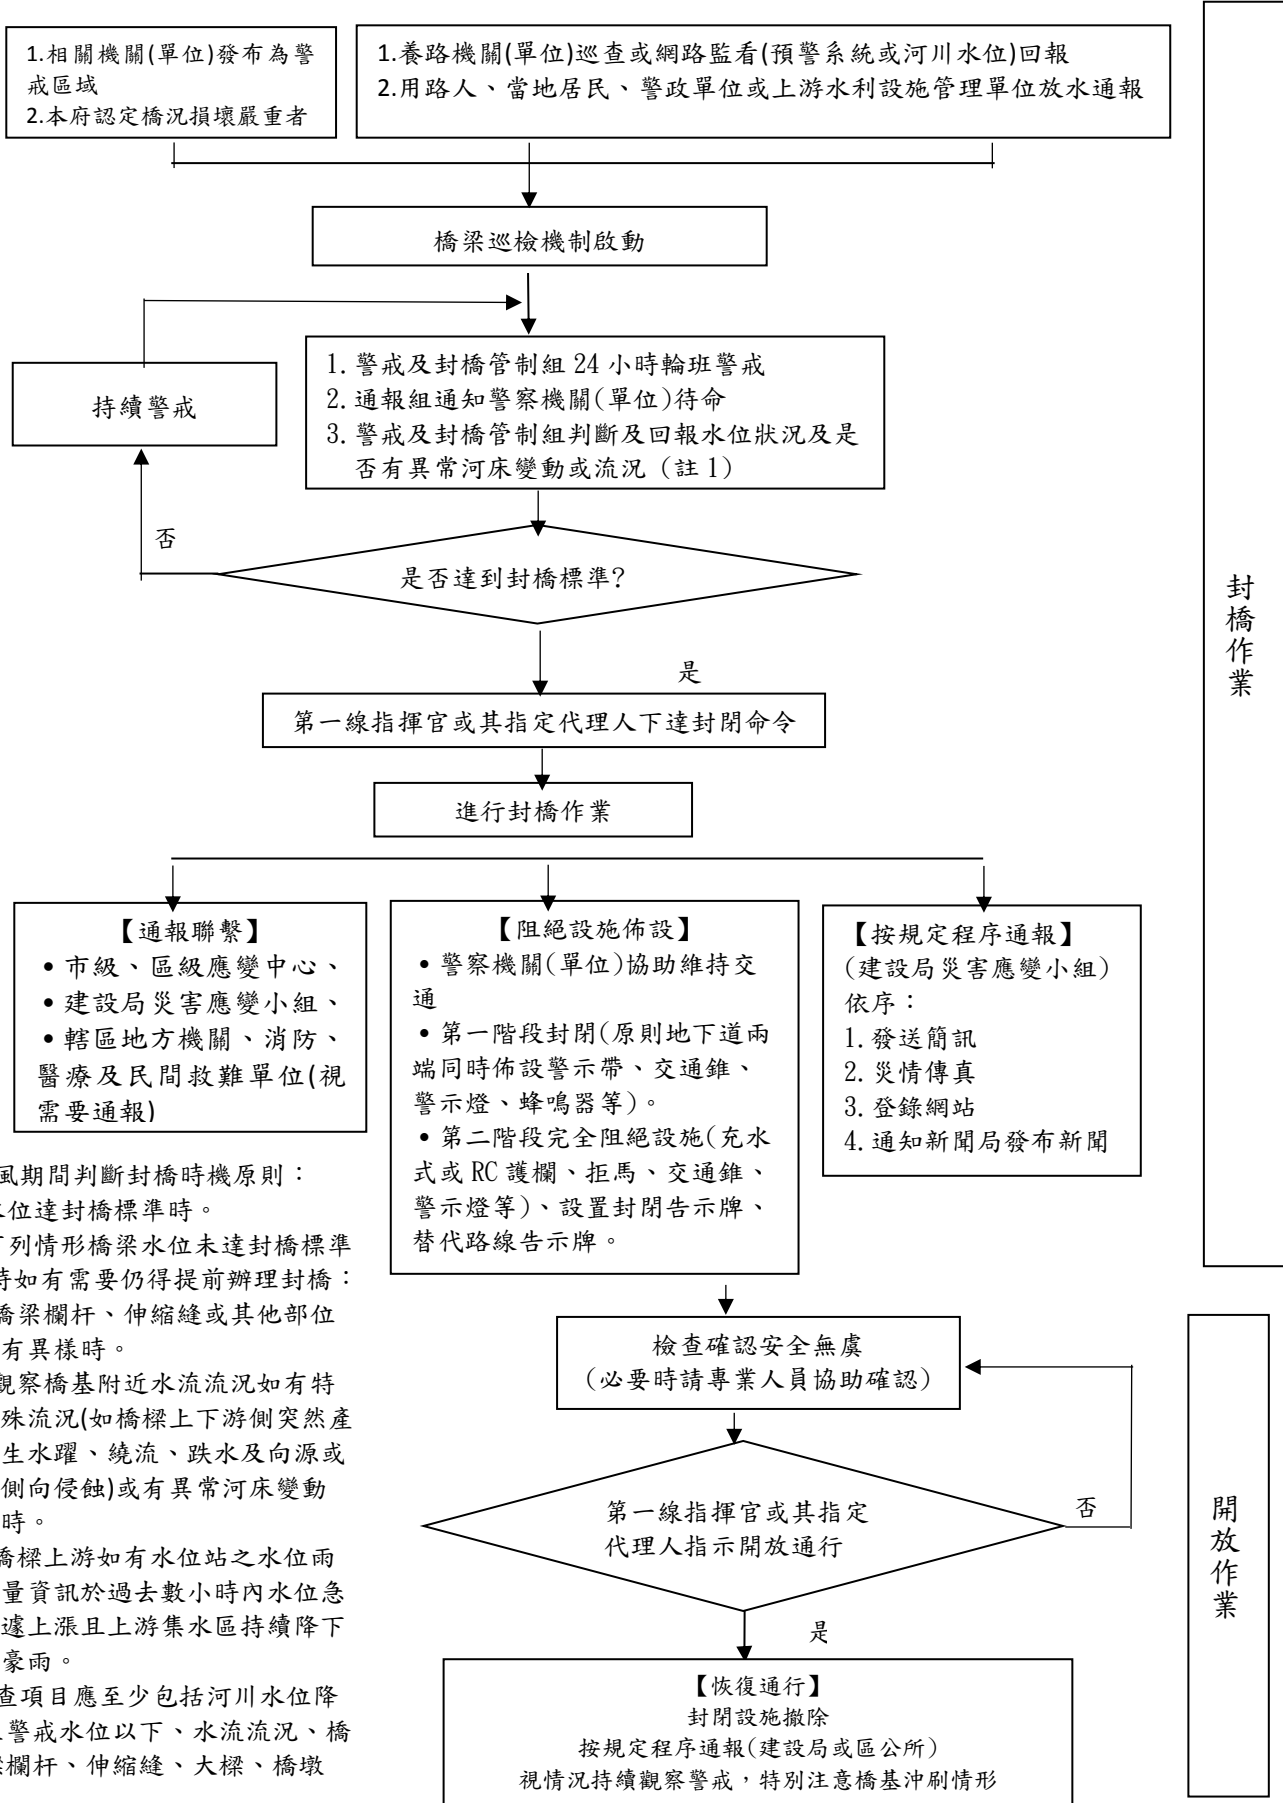 1.相關機關(單位)發布為警
戒區域
2.本府認定橋況損壞嚴重者
1.養路機關(單位)巡查或網路監看(預警系統或河川水位)回報
2.用路人、當地居民、警政單位或上游水利設施管理單位放水通報
橋梁巡檢機制啟動
持續警戒
1.警戒及封橋管制組 24 小時輪班警戒
2.通報組通知警察機關(單位)待命
3.警戒及封橋管制組判斷及回報水位狀況及是
否有異常河床變動或流況（註 1）
否
是否達到封橋標準?
是
第一線指揮官或其指定代理人下達封閉命令
進行封橋作業
封橋作業
【通報聯繫】
•市級、區級應變中心、
•建設局災害應變小組、
•轄區地方機關、消防、
醫療及民間救難單位(視
需要通報)
【阻絕設施佈設】
•警察機關(單位)協助維持交
通
•第一階段封閉(原則地下道兩
端同時佈設警示帶、交通錐、
警示燈、蜂鳴器等)。
•第二階段完全阻絕設施(充水
式或 RC 護欄、拒馬、交通錐、
警示燈等)、設置封閉告示牌、
替代路線告示牌。
【按規定程序通報】
(建設局災害應變小組)
依序：
1.發送簡訊
2.災情傳真
3.登錄網站
4.通知新聞局發布新聞
風期間判斷封橋時機原則：
水位達封橋標準時。
下列情形橋梁水位未達封橋標準
時如有需要仍得提前辦理封橋：
橋梁欄杆、伸縮縫或其他部位
有異樣時。
觀察橋基附近水流流況如有特
殊流況(如橋樑上下游側突然產
生水躍、繞流、跌水及向源或
側向侵蝕)或有異常河床變動
時。
橋樑上游如有水位站之水位雨
量資訊於過去數小時內水位急
遽上漲且上游集水區持續降下
豪雨。
查項目應至少包括河川水位降
至警戒水位以下、水流流況、橋
樑欄杆、伸縮縫、大樑、橋墩
檢查確認安全無虞
(必要時請專業人員協助確認)
第一線指揮官或其指定
代理人指示開放通行
否
是
【恢復通行】
封閉設施撤除
按規定程序通報(建設局或區公所)
視情況持續觀察警戒，特別注意橋基沖刷情形
開放作業